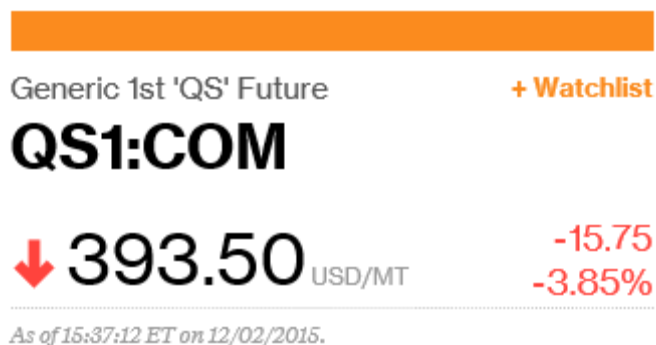 Generic 1st 'QS' Future + Watchlist
QS1:COM
393.50 USD/MT -15.75
-3.85%
As of 15:37:12 ET on 12/02/2015.